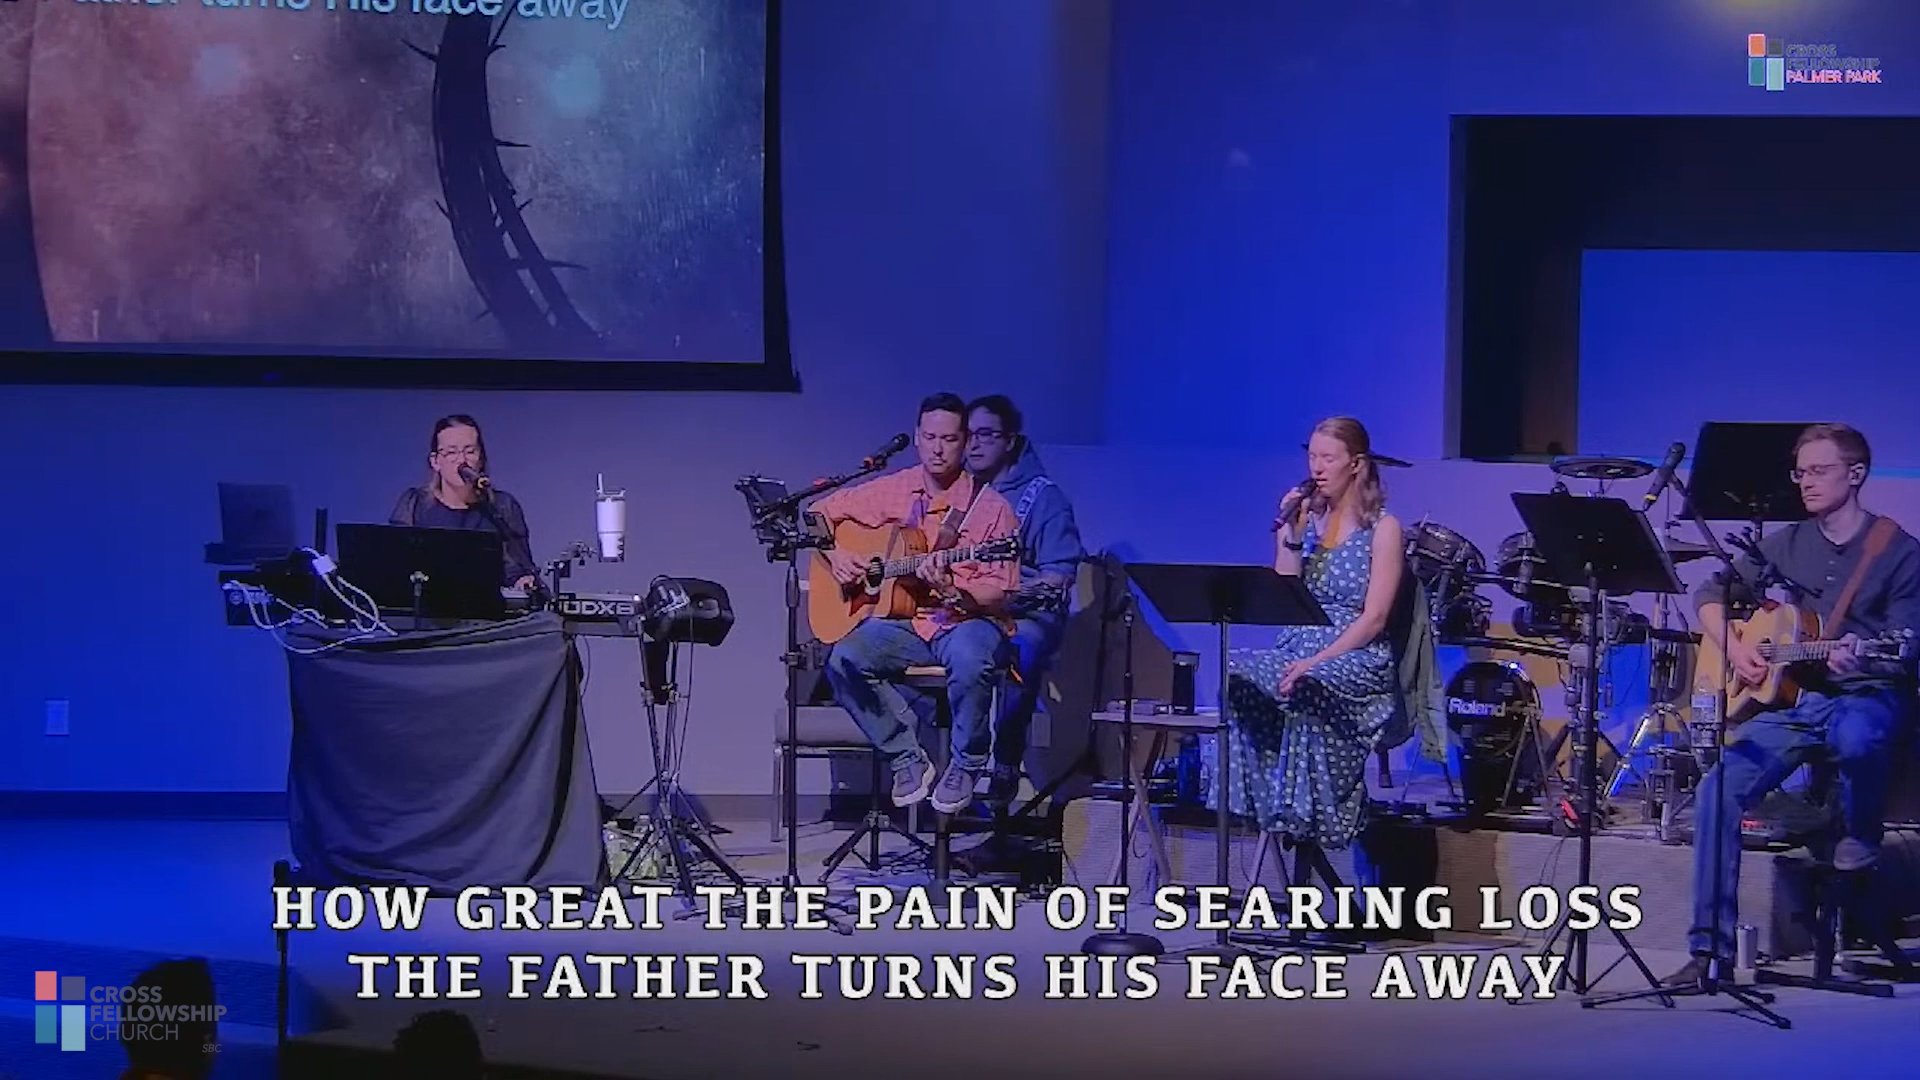 turns His face away
CROSS
FELLOWSHIP
PALMER PARK
UDX8
Roland
HOW GREAT THE PAIN OF SEARING LOSS
THE FATHER TURNS HIS FACE AWAY
CROSS
FELLOWSHIP
CHURCH
SBC